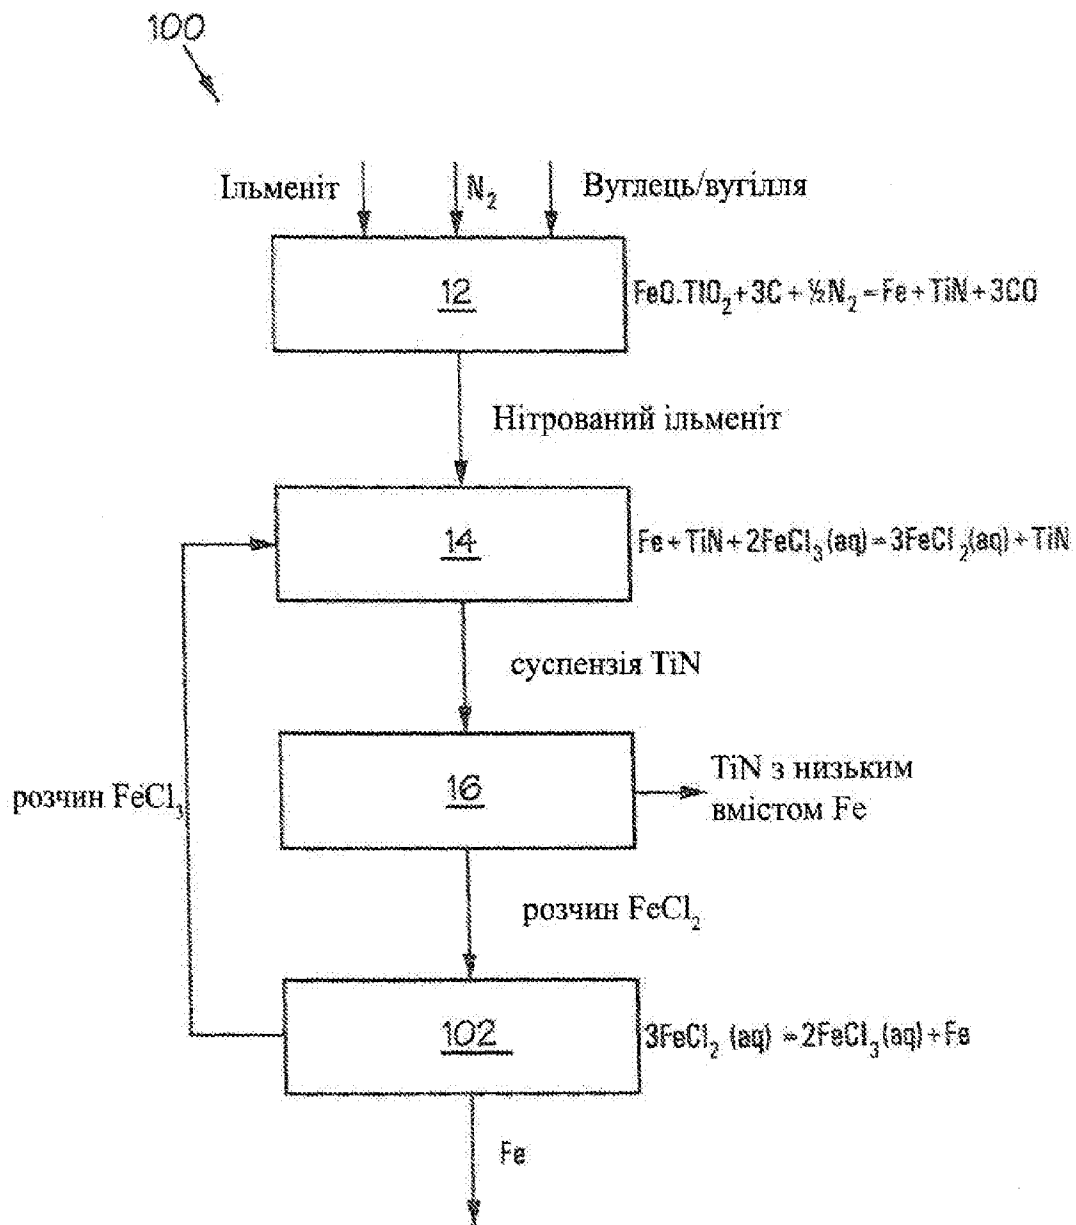 100
Ільменіт
N₂
Вуглець/вугілля
12
FeO.TiO₂ + 3C + ½N₂ = Fe + TiN + 3CO
Нітрований ільменіт
14
Fe + TiN + 2FeCl₃ (aq) = 3FeCl₂ (aq) + TiN
суспензія TiN
16
TiN з низьким
вмістом Fe
розчин FeCl₃
розчин FeCl₂
102
3FeCl₂ (aq) = 2FeCl₃ (aq) + Fe
Fe